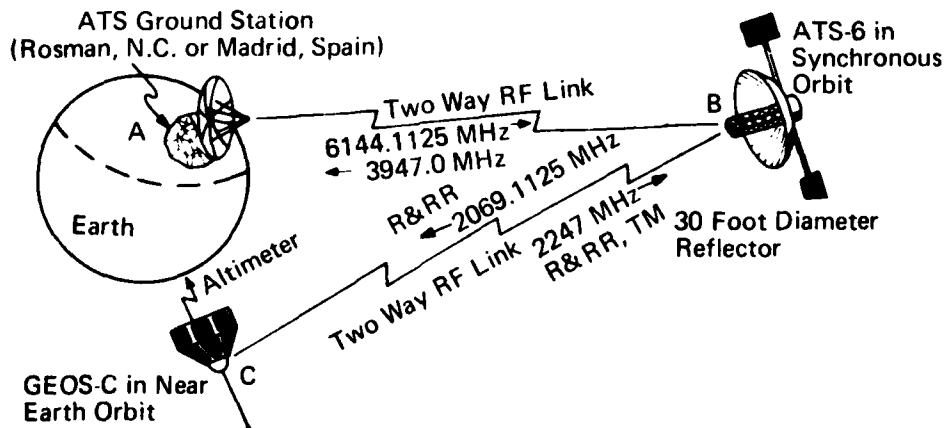 ATS Ground Station
(Rosman, N.C. or Madrid, Spain)
ATS-6 in
Synchronous
Orbit
A
B
Two Way RF Link
6144.1125 MHz
3947.0 MHz
R&RR
2069.1125 MHz
2247 MHz
R&RR, TM
Two Way RF Link
30 Foot Diameter
Reflector
Earth
Altimeter
C
GEOS-C in Near
Earth Orbit